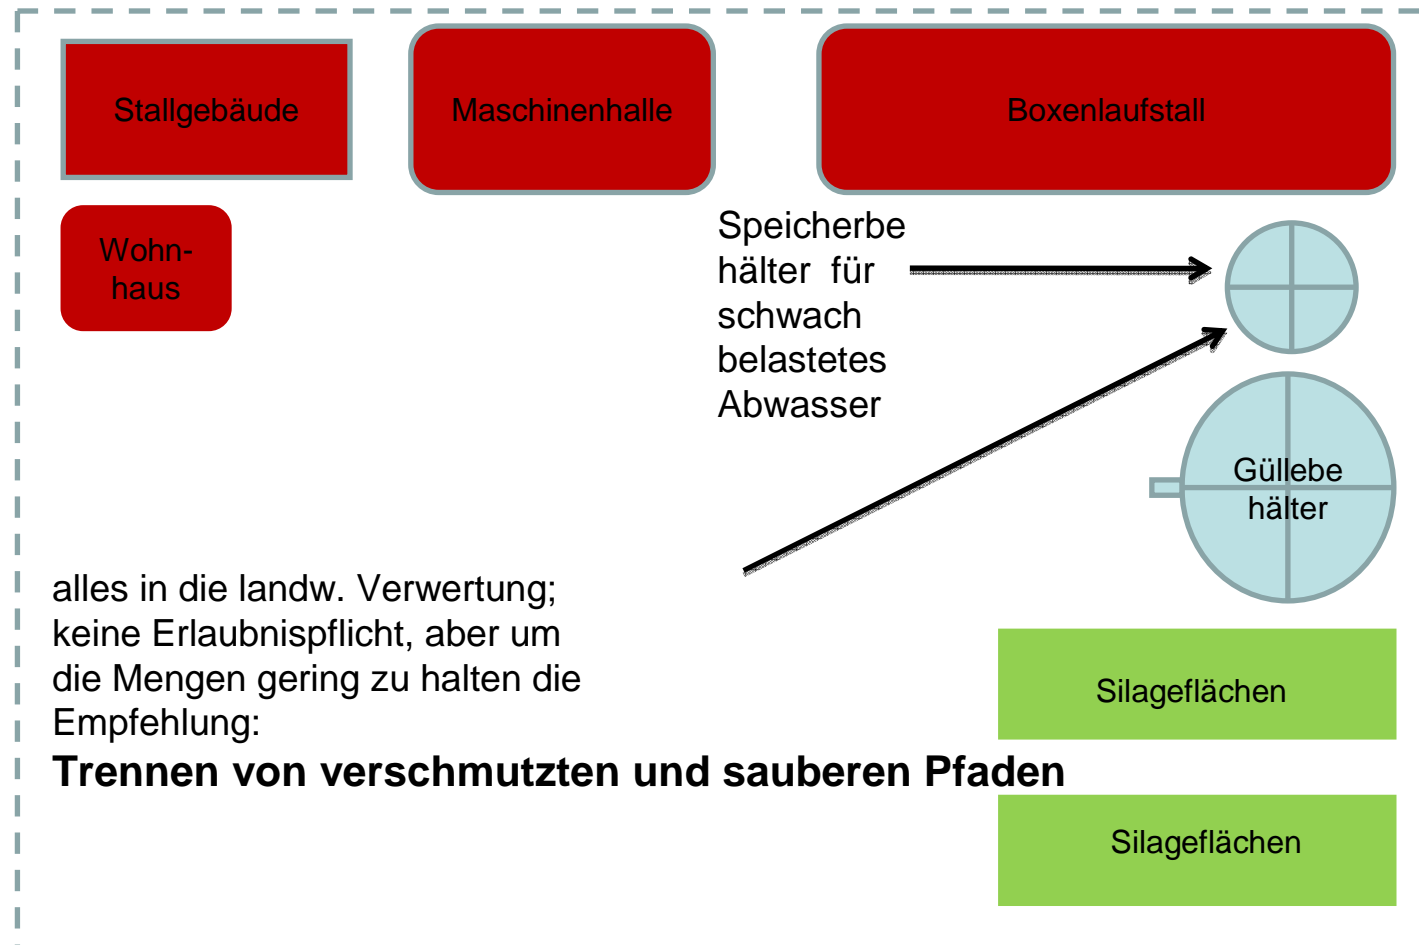 Stallgebäude
Maschinenhalle
Boxenlaufstall
Wohn-
haus
Speicherbe
hälter für
schwach
belastetes
Abwasser
Güllebe
hälter
alles in die landw. Verwertung;
keine Erlaubnispflicht, aber um
die Mengen gering zu halten die
Empfehlung:
Trennen von verschmutzten und sauberen Pfaden
Silageflächen
Silageflächen